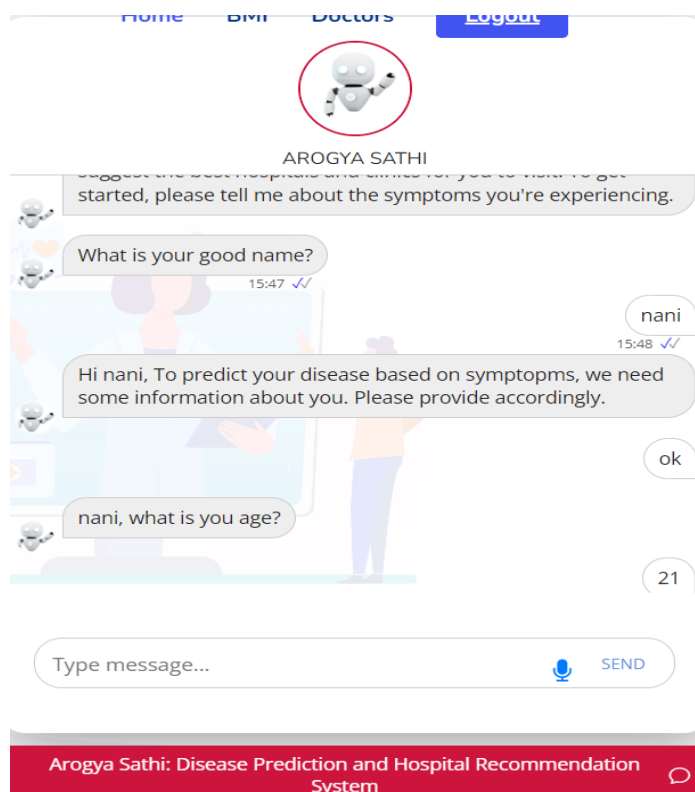 Home BMI Doctors Logout
AROGYA SATHI
suggest the best hospitals and clinics for you to visit. To get
started, please tell me about the symptoms you're experiencing.
What is your good name?
15:47
nani
15:48
Hi nani, To predict your disease based on symptopms, we need
some information about you. Please provide accordingly.
ok
nani, what is you age?
21
Type message...
SEND
Arogya Sathi: Disease Prediction and Hospital Recommendation
System